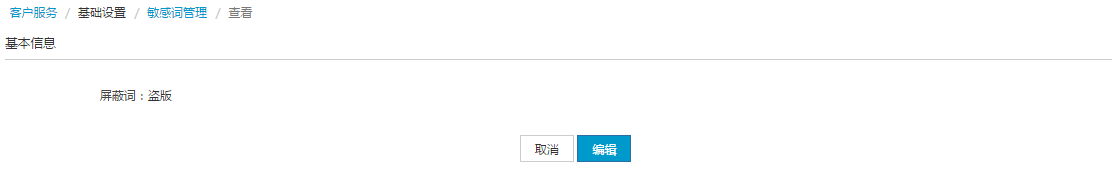 客户服务 / 基础设置 / 敏感词管理 / 查看
基本信息
屏蔽词：盗版
取消 编辑